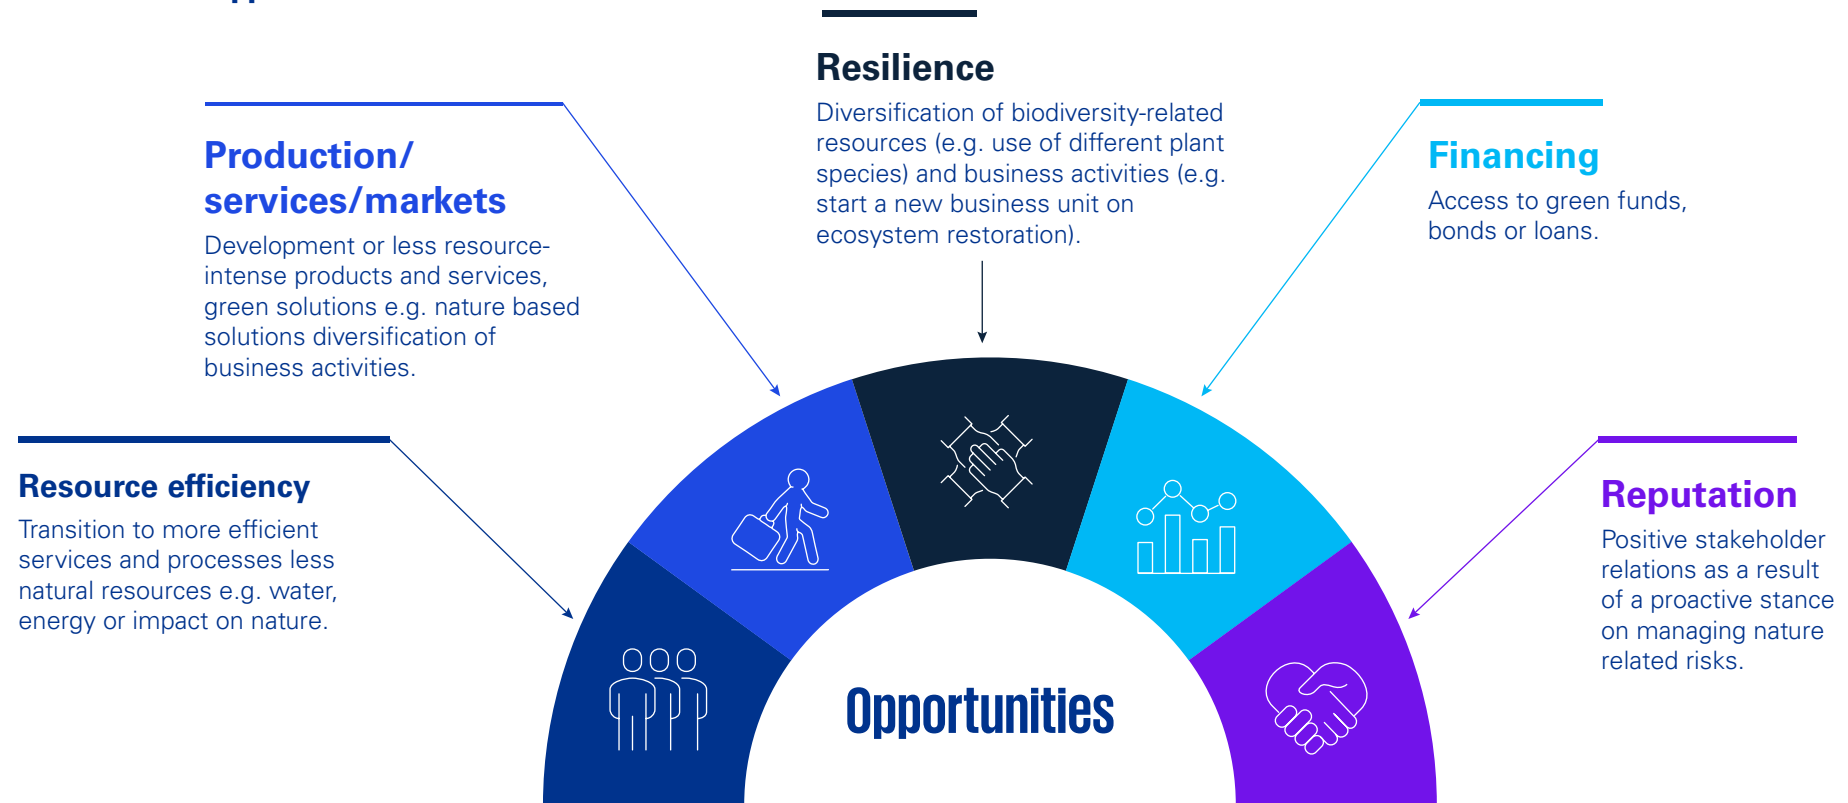 Resilience
Diversification of biodiversity-related
resources (e.g. use of different plant
species) and business activities (e.g.
start a new business unit on
ecosystem restoration).
Production/
services/markets
Development or less resource-
intense products and services,
green solutions e.g. nature based
solutions diversification of
business activities.
Financing
Access to green funds,
bonds or loans.
Resource efficiency
Transition to more efficient
services and processes less
natural resources e.g. water,
energy or impact on nature.
Reputation
Positive stakeholder
relations as a result
of a proactive stance
on managing nature
related risks.
Opportunities